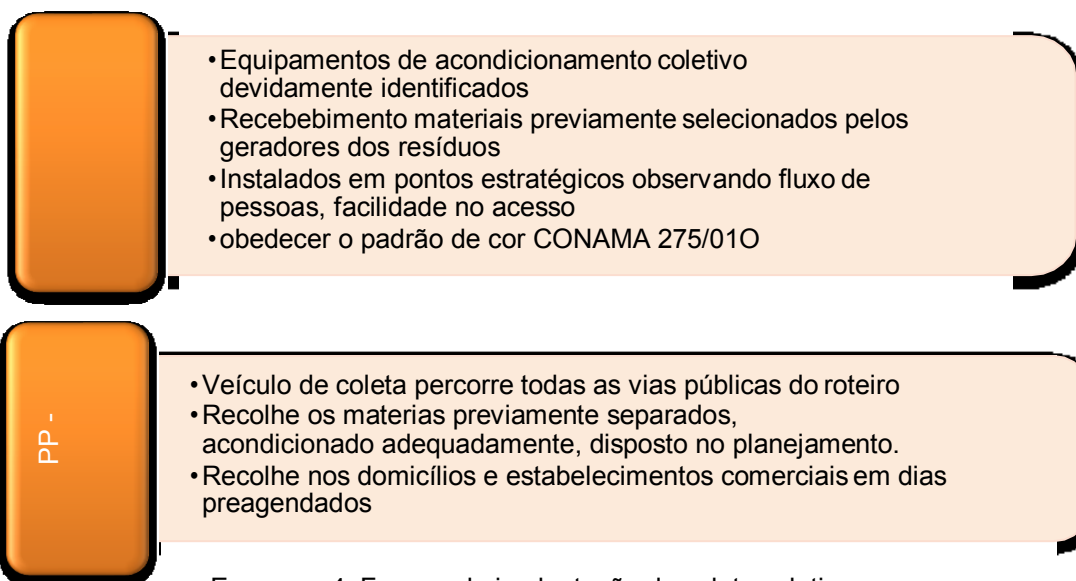 •Equipamentos de acondicionamento coletivo
devidamente identificados
•Recebebimento materiais previamente selecionados pelos
geradores dos resíduos
•Instalados em pontos estratégicos observando fluxo de
pessoas, facilidade no acesso
•obedecer o padrão de cor CONAMA 275/01O
PP -
•Veículo de coleta percorre todas as vias públicas do roteiro
•Recolhe os materias previamente separados,
acondicionado adequadamente, disposto no planejamento.
•Recolhe nos domicílios e estabelecimentos comerciais em dias
preagendados